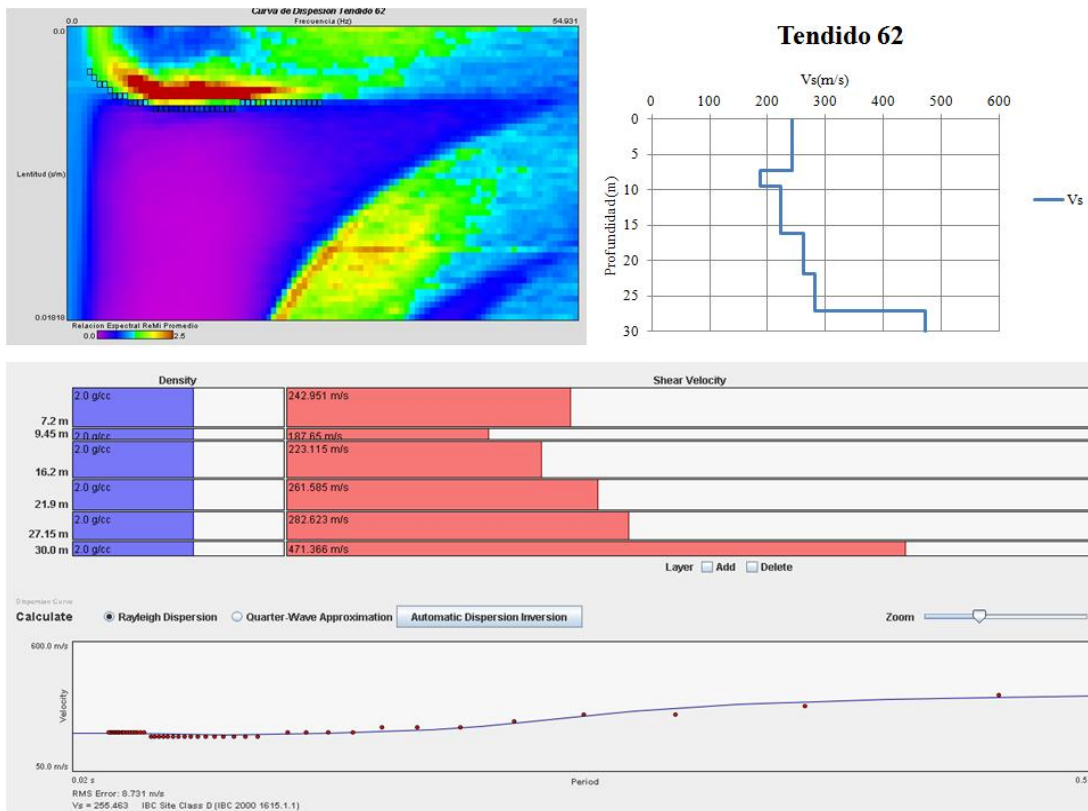 Curva de Dispesión Tendido 62
0.0 Frecuencia (Hz) 54.931
0.0
Lentitud (s/m)
0.01818
Relacion Espectral ReMi Promedio
0.0 2.5
Tendido 62
Vs(m/s)
0 100 200 300 400 500 600
0
5
10
15
20
25
30
Profundidad(m)
Vs
Density Shear Velocity
2.0 g/cc 242.951 m/s
7.2 m
2.0 g/cc 187.65 m/s
9.45 m
2.0 g/cc 223.115 m/s
16.2 m
2.0 g/cc 261.585 m/s
21.9 m
2.0 g/cc 282.623 m/s
27.15 m
2.0 g/cc 471.366 m/s
30.0 m
Layer Add Delete
Dispersion Curve
Calculate Rayleigh Dispersion Quarter-Wave Approximation Automatic Dispersion Inversion Zoom
600.0 m/s
Velocity
50.0 m/s
0.02 s Period 0.5
RMS Error: 8.731 m/s
Vs = 255.463 IBC Site Class D (IBC 2000 1615.1.1)